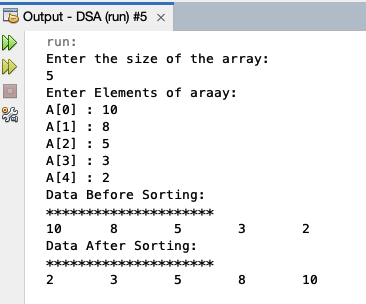 Output - DSA (run) #5 ×
run:
Enter the size of the array:
5
Enter Elements of araay:
A[0] : 10
A[1] : 8
A[2] : 5
A[3] : 3
A[4] : 2
Data Before Sorting:
*********************
10 8 5 3 2
Data After Sorting:
*********************
2 3 5 8 10